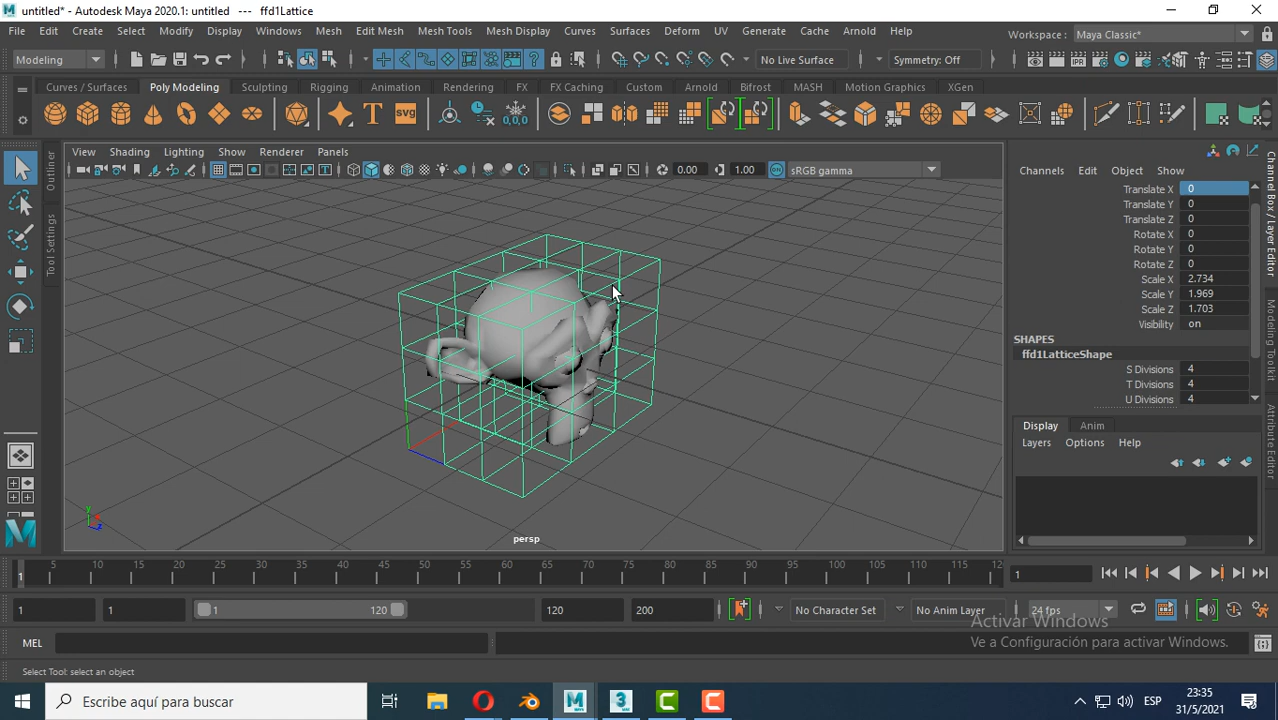 untitled* - Autodesk Maya 2020.1: untitled --- ffd1Lattice
File Edit Create Select Modify Display Windows Mesh Edit Mesh Mesh Tools Mesh Display Curves Surfaces Deform UV Generate Cache Arnold Help
Workspace : Maya Classic*
Modeling No Live Surface Symmetry: Off
Curves / Surfaces Poly Modeling Sculpting Rigging Animation Rendering FX FX Caching Custom Arnold Bifrost MASH Motion Graphics XGen
T SVG 0,0,0
View Shading Lighting Show Renderer Panels
0.00 1.00 ON sRGB gamma
Outliner
Tool Settings
Channels Edit Object Show
Translate X 0
Translate Y 0
Translate Z 0
Rotate X 0
Rotate Y 0
Rotate Z 0
Scale X 2.734
Scale Y 1.969
Scale Z 1.703
Visibility on
SHAPES
ffd1LatticeShape
S Divisions 4
T Divisions 4
U Divisions 4
Display Anim
Layers Options Help
Channel Box / Layer Editor
Attribute Editor
y
x
z
persp
1 5 10 15 20 25 30 35 40 45 50 55 60 65 70 75 80 85 90 95 100 105 110 115 120
1
1 1 1 120 120 200 No Character Set No Anim Layer 24 fps
Activar Windows
Ve a Configuración para activar Windows.
MEL
Select Tool: select an object
Escribe aquí para buscar
ESP
23:35
31/5/2021